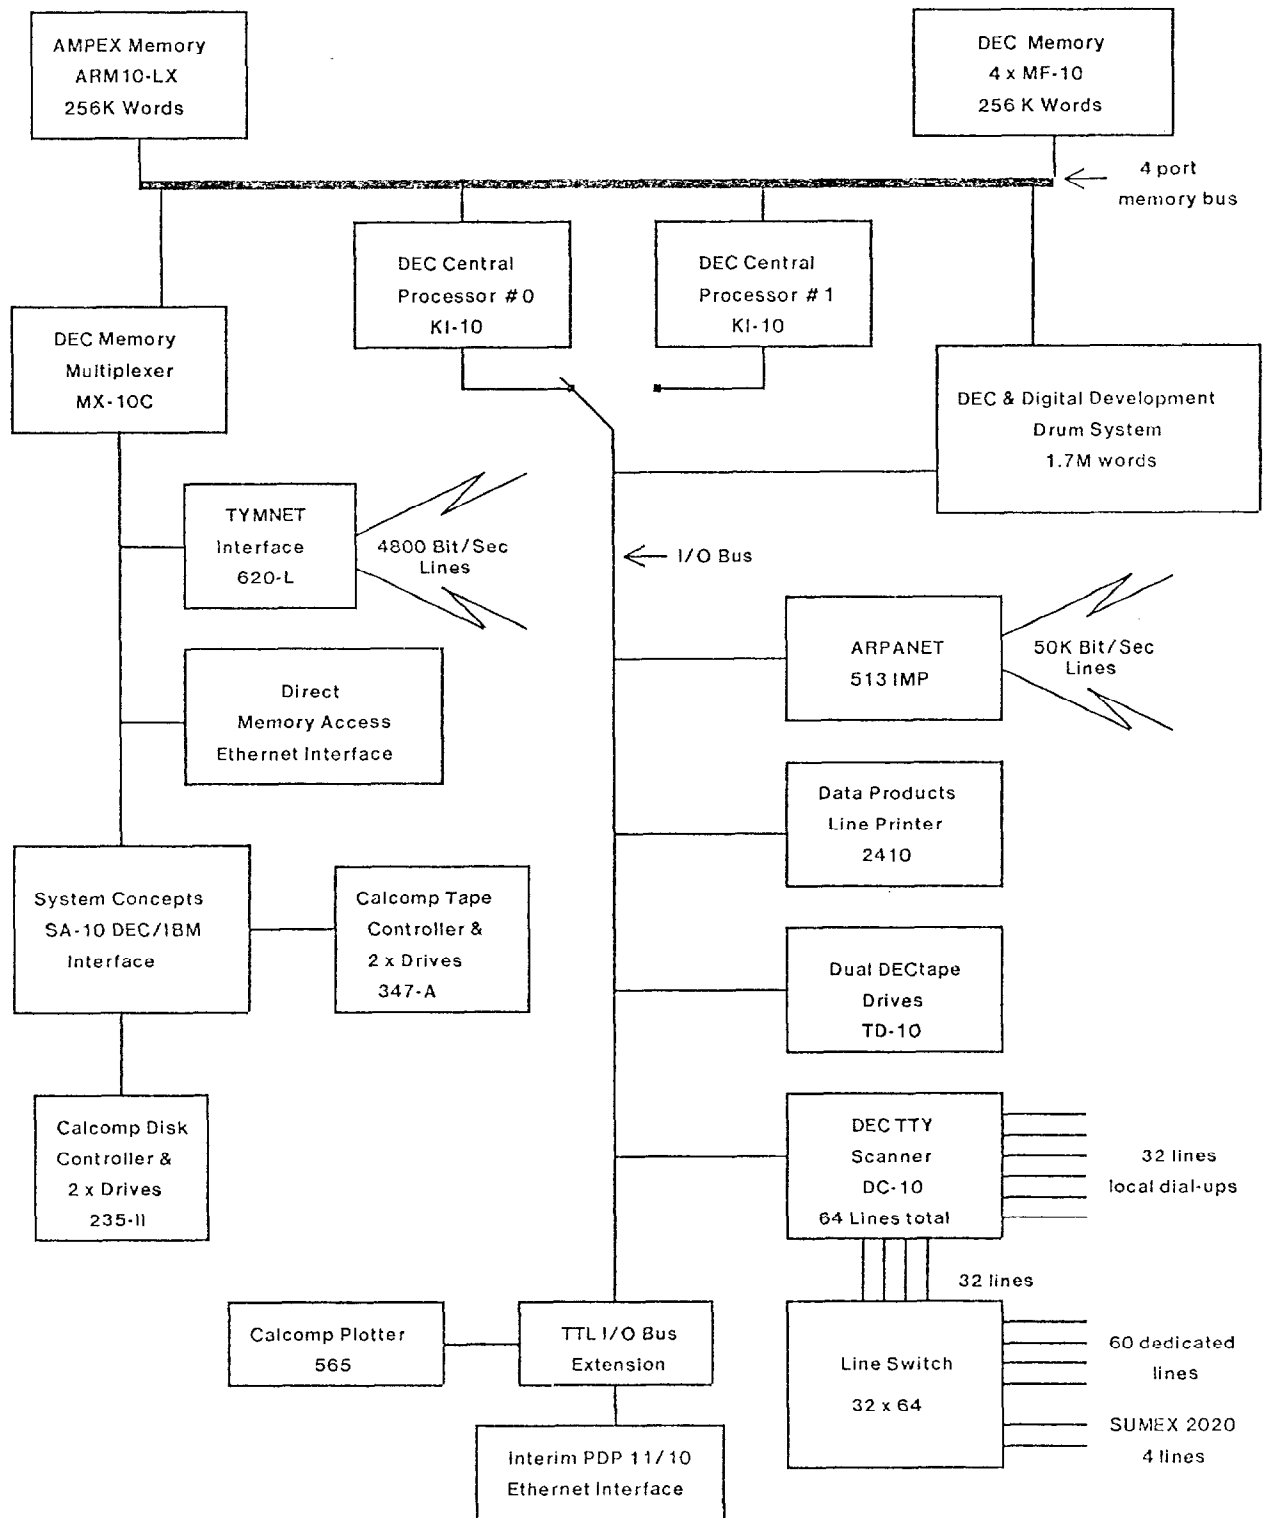 AMPEX Memory
ARM10-LX
256K Words
DEC Memory
4 x MF-10
256 K Words
4 port
memory bus
DEC Central
Processor #0
KI-10
DEC Central
Processor #1
KI-10
DEC Memory
Multiplexer
MX-10C
DEC & Digital Development
Drum System
1.7M words
TYMNET
Interface
620-L
4800 Bit/Sec
Lines
I/O Bus
ARPANET
513 IMP
50K Bit/Sec
Lines
Direct
Memory Access
Ethernet Interface
Data Products
Line Printer
2410
System Concepts
SA-10 DEC/IBM
Interface
Calcomp Tape
Controller &
2 x Drives
347-A
Dual DECtape
Drives
TD-10
Calcomp Disk
Controller &
2 x Drives
235-II
DEC TTY
Scanner
DC-10
64 Lines total
32 lines
local dial-ups
32 lines
Calcomp Plotter
565
TTL I/O Bus
Extension
Line Switch
32 x 64
60 dedicated
lines
SUMEX 2020
4 lines
Interim PDP 11/10
Ethernet Interface